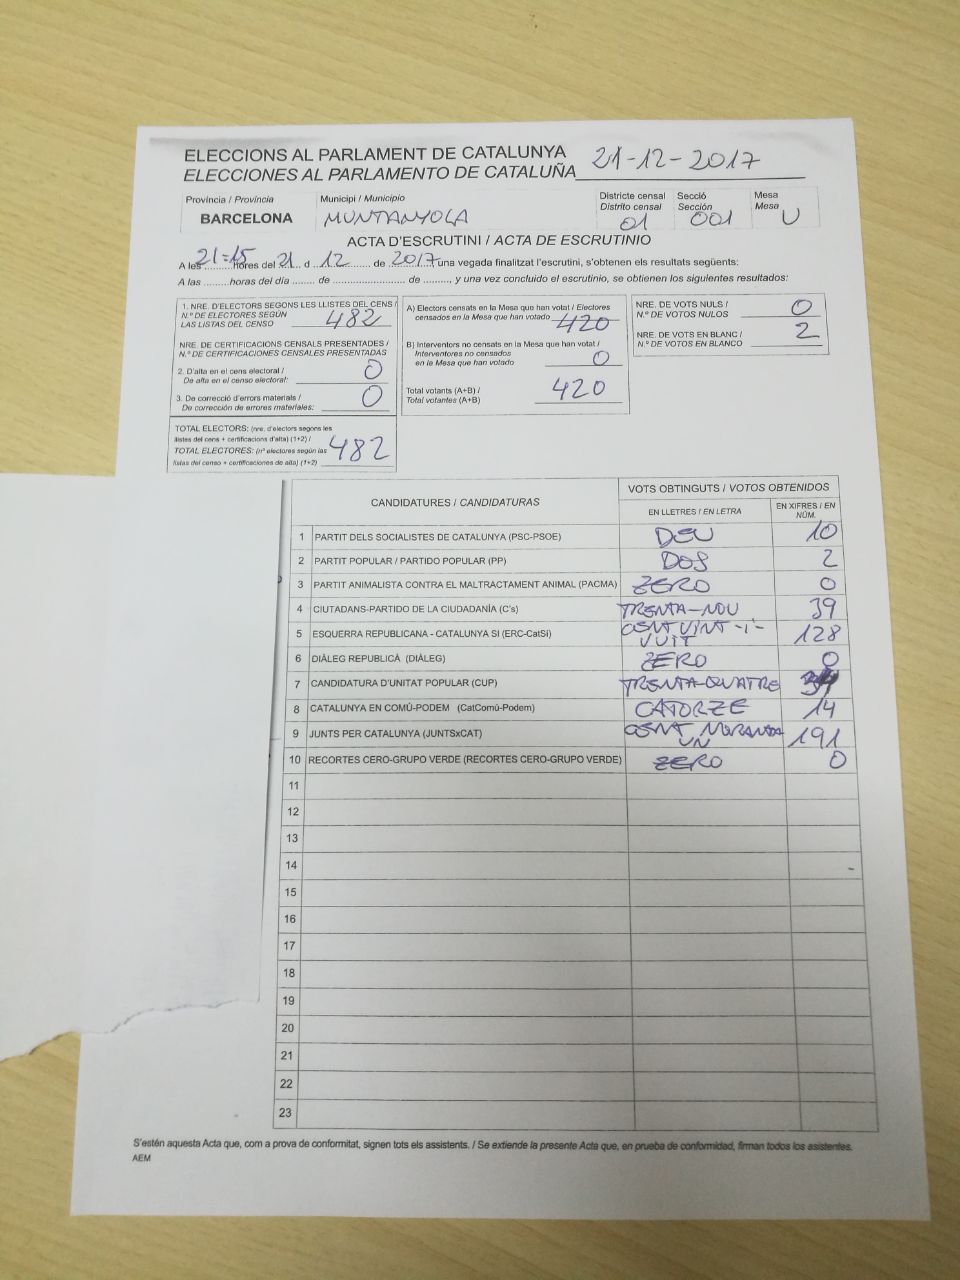 ELECCIONS AL PARLAMENT DE CATALUNYA 21-12-2017
ELECCIONES AL PARLAMENTO DE CATALUÑA
Província / Provincia Municipi / Municipio Districte censal Secció Mesa
Distrito censal Sección Mesa
BARCELONA MUNTANYOLA 01 001 U
ACTA D'ESCRUTINI / ACTA DE ESCRUTINIO
A les 21:15 hores del 21 d 12 de 2017 una vegada finalitzat l'escrutini, s'obtenen els resultats següents:
A las ......... horas del día ........ de .................... de ........, y una vez concluido el escrutinio, se obtienen los siguientes resultados:
1. NRE. D'ELECTORS SEGONS LES LLISTES DEL CENS /
N.º DE ELECTORES SEGÚN
LAS LISTAS DEL CENSO 482
NRE. DE CERTIFICACIONS CENSALS PRESENTADES /
N.º DE CERTIFICACIONES CENSALES PRESENTADAS
2. D'alta en el cens electoral /
De alta en el censo electoral: 0
3. De correcció d'errors materials /
De corrección de errores materiales: 0
TOTAL ELECTORS: (nre. d'electors segons les
llistes del cens + certificacions d'alta) (1+2) /
TOTAL ELECTORES: (nº electores según las
listas del censo + certificaciones de alta) (1+2) 482
A) Electors censats en la Mesa que han votat / Electores
censados en la Mesa que han votado 420
B) Interventors no censats en la Mesa que han votat /
Interventores no censados
en la Mesa que han votado 0
Total votants (A+B) /
Total votantes (A+B) 420
NRE. DE VOTS NULS /
N.º DE VOTOS NULOS 0
NRE. DE VOTS EN BLANC /
N.º DE VOTOS EN BLANCO 2
CANDIDATURES / CANDIDATURAS VOTS OBTINGUTS / VOTOS OBTENIDOS
EN LLETRES / EN LETRA EN XIFRES / EN
NÚM.
1 PARTIT DELS SOCIALISTES DE CATALUNYA (PSC-PSOE) DEU 10
2 PARTIT POPULAR / PARTIDO POPULAR (PP) DOS 2
3 PARTIT ANIMALISTA CONTRA EL MALTRACTAMENT ANIMAL (PACMA) ZERO 0
4 CIUTADANS-PARTIDO DE LA CIUDADANÍA (C's) TRENTA-NOU 39
5 ESQUERRA REPUBLICANA - CATALUNYA SI (ERC-CatSí) CENT VINT-I-
VUIT 128
6 DIÀLEG REPUBLICÀ (DIÀLEG) ZERO 0
7 CANDIDATURA D'UNITAT POPULAR (CUP) TRENTA-QUATRE 34
8 CATALUNYA EN COMÚ-PODEM (CatComú-Podem) CATORZE 14
9 JUNTS PER CATALUNYA (JUNTSxCAT) CENT NORANTA
UN 191
10 RECORTES CERO-GRUPO VERDE (RECORTES CERO-GRUPO VERDE) ZERO 0
11
12
13
14
15
16
17
18
19
20
21
22
23
S'estén aquesta Acta que, com a prova de conformitat, signen tots els assistents. / Se extiende la presente Acta que, en prueba de conformidad, firman todos los asistentes.
AEM